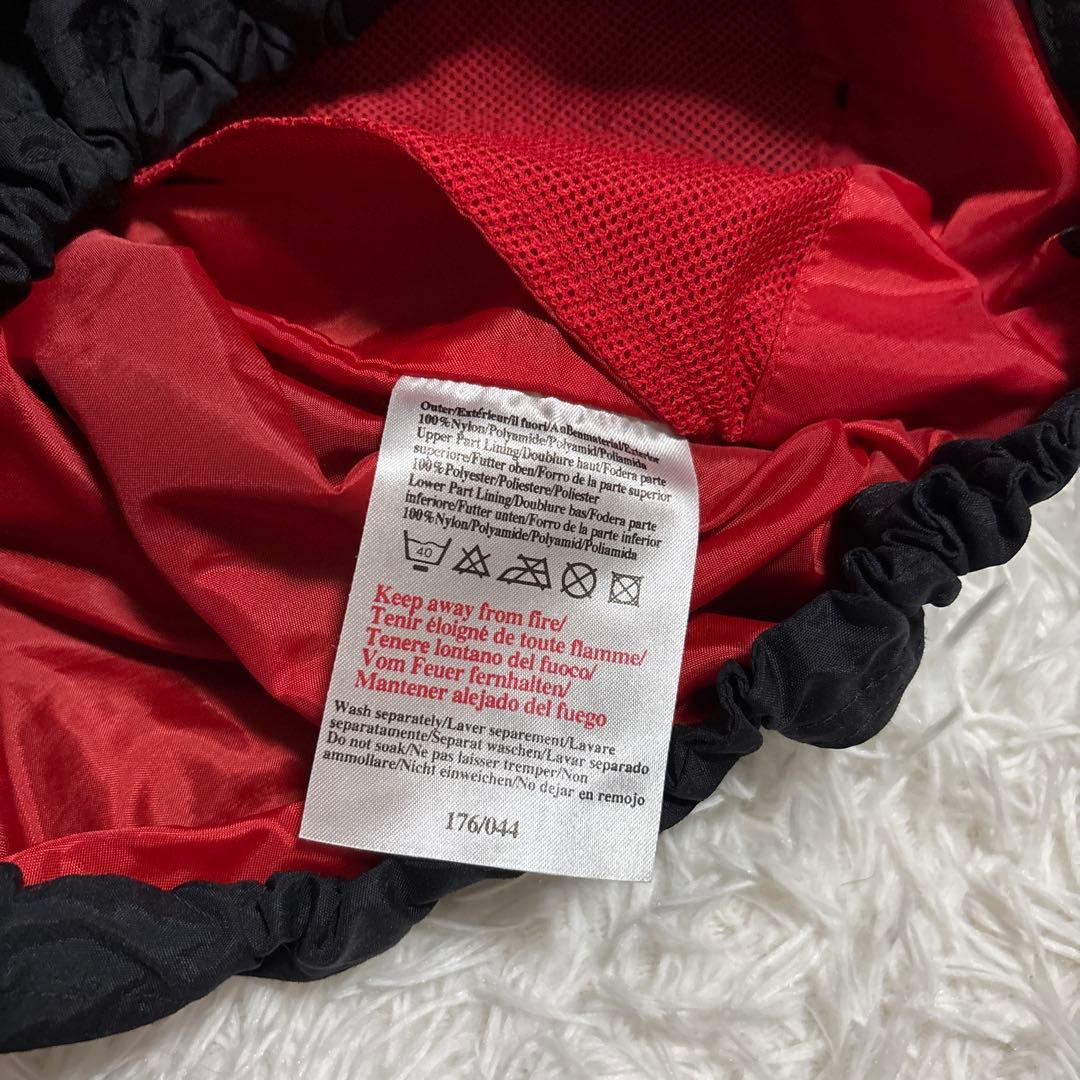 Outer/Extérieur/il fuori/Außenmaterial/Exterior
100%Nylon/Polyamide/Polyamid/Poliamida
Upper Part Lining/Doublure haut/Fodera parte
superiore/Futter oben/Forro de la parte superior
100%Polyester/Poliestere/Poliester
Lower Part Lining/Doublure bas/Fodera parte
inferiore/Futter unten/Forro de la parte inferior
100%Nylon/Polyamide/Polyamid/Poliamida
40
Keep away from fire/
Tenir éloigné de toute flamme/
Tenere lontano del fuoco/
Vom Feuer fernhalten/
Mantener alejado del fuego
Wash separately/Laver separement/Lavare
separatamente/Separat waschen/Lavar separado
Do not soak/Ne pas laisser tremper/Non
ammollare/Nicht einweichen/No dejar en remojo
176/044